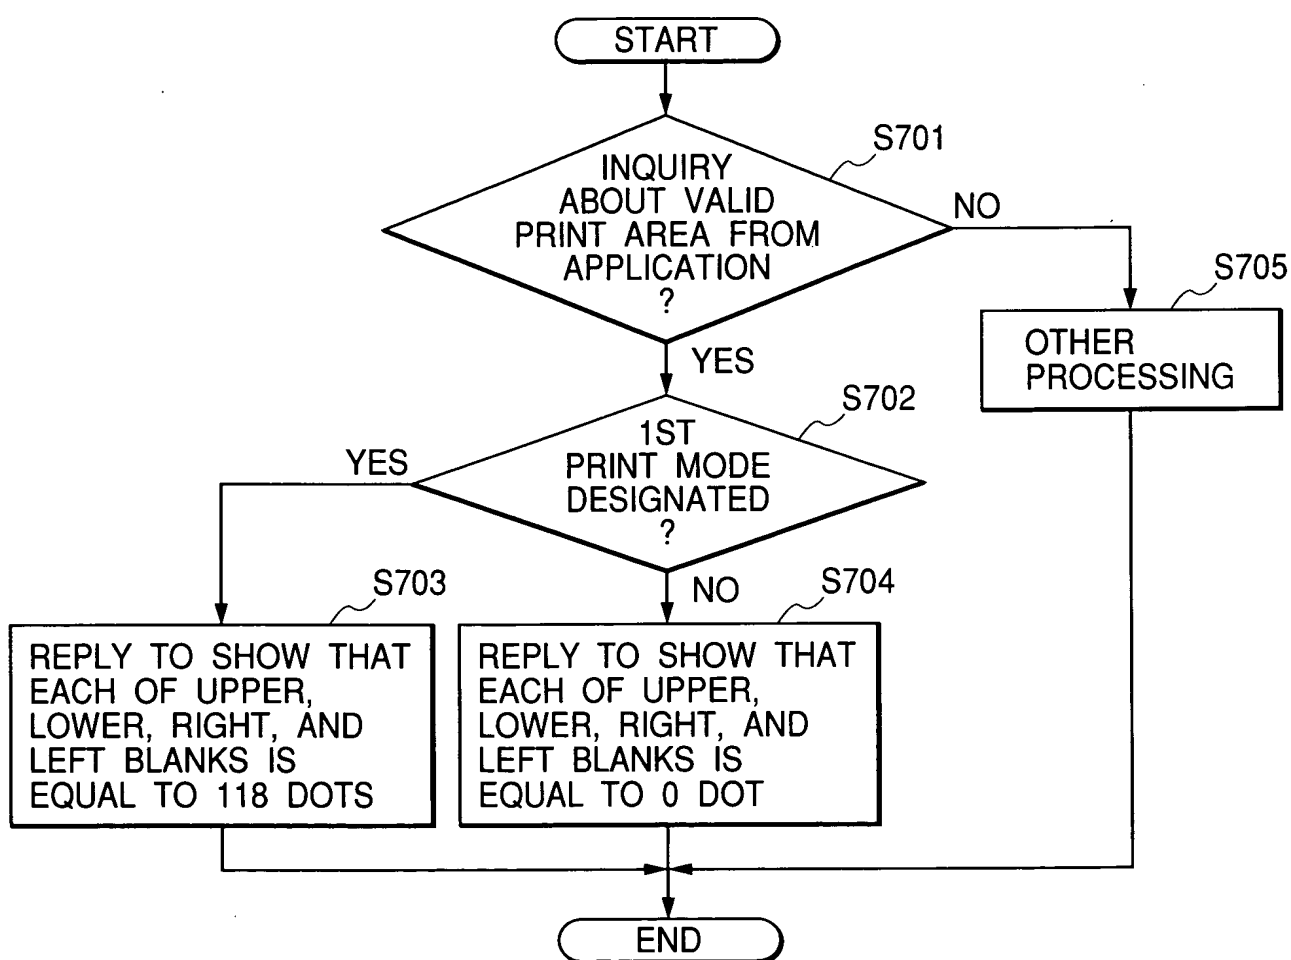 START
S701
INQUIRY
ABOUT VALID
PRINT AREA FROM
APPLICATION
?
NO
S705
OTHER
PROCESSING
YES
S702
1ST
PRINT MODE
DESIGNATED
?
YES
NO
S703
REPLY TO SHOW THAT
EACH OF UPPER,
LOWER, RIGHT, AND
LEFT BLANKS IS
EQUAL TO 118 DOTS
S704
REPLY TO SHOW THAT
EACH OF UPPER,
LOWER, RIGHT, AND
LEFT BLANKS IS
EQUAL TO 0 DOT
END